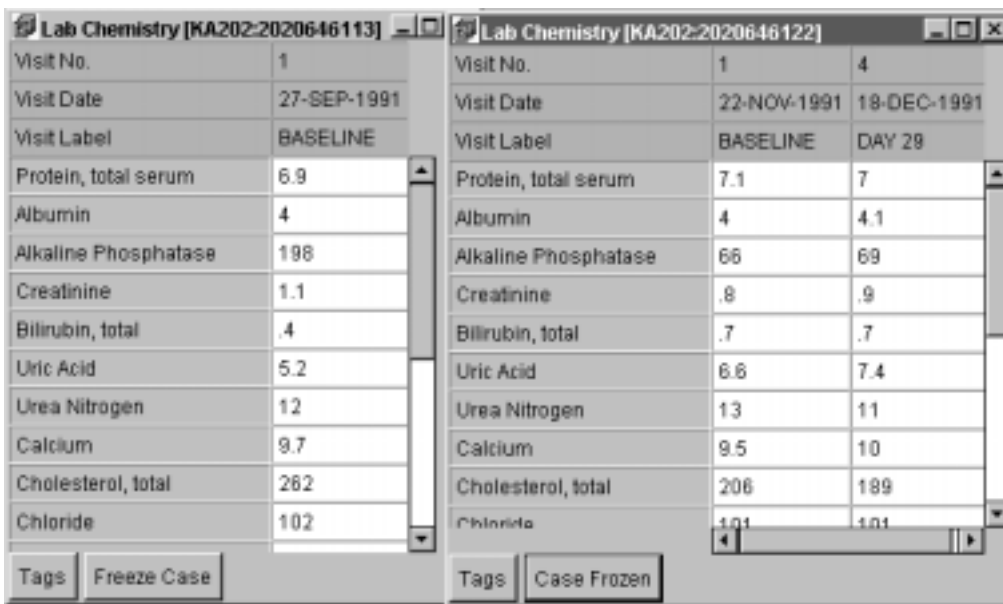 Lab Chemistry [KA202:2020646113]
Visit No. 1
Visit Date 27-SEP-1991
Visit Label BASELINE
Protein, total serum 6.9
Albumin 4
Alkaline Phosphatase 198
Creatinine 1.1
Bilirubin, total .4
Uric Acid 5.2
Urea Nitrogen 12
Calcium 9.7
Cholesterol, total 262
Chloride 102
Tags Freeze Case
Lab Chemistry [KA202:2020646122]
Visit No. 1 4
Visit Date 22-NOV-1991 18-DEC-1991
Visit Label BASELINE DAY 29
Protein, total serum 7.1 7
Albumin 4 4.1
Alkaline Phosphatase 66 69
Creatinine .8 .9
Bilirubin, total .7 .7
Uric Acid 6.6 7.4
Urea Nitrogen 13 11
Calcium 9.5 10
Cholesterol, total 206 189
Chloride 101 101
Tags Case Frozen